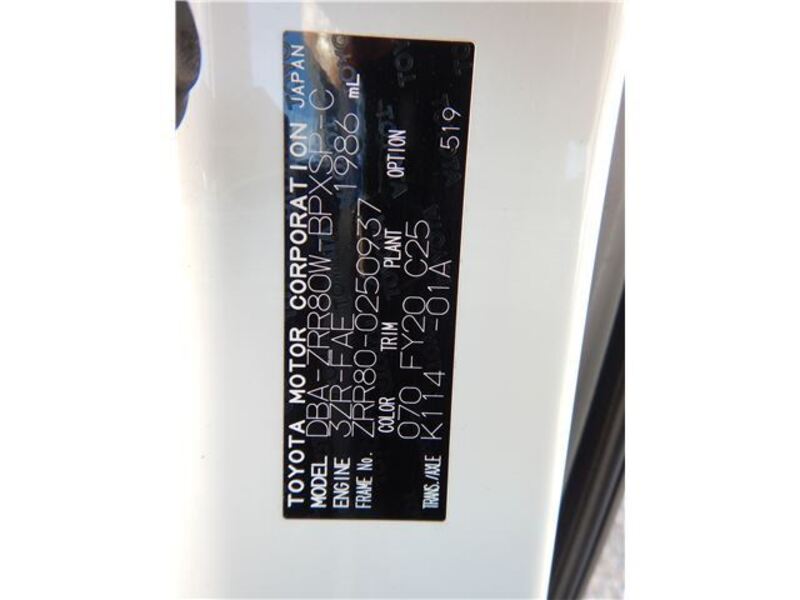 TOYOTA MOTOR CORPORATION JAPAN
MODEL DBA-ZRR80W-BPXSP-C
ENGINE 3ZR-FAE 1986 mL
FRAME No. ZRR80-0250937
COLOR TRIM PLANT OPTION
070 FY20 C25 519
TRANS./AXLE K114 -01A